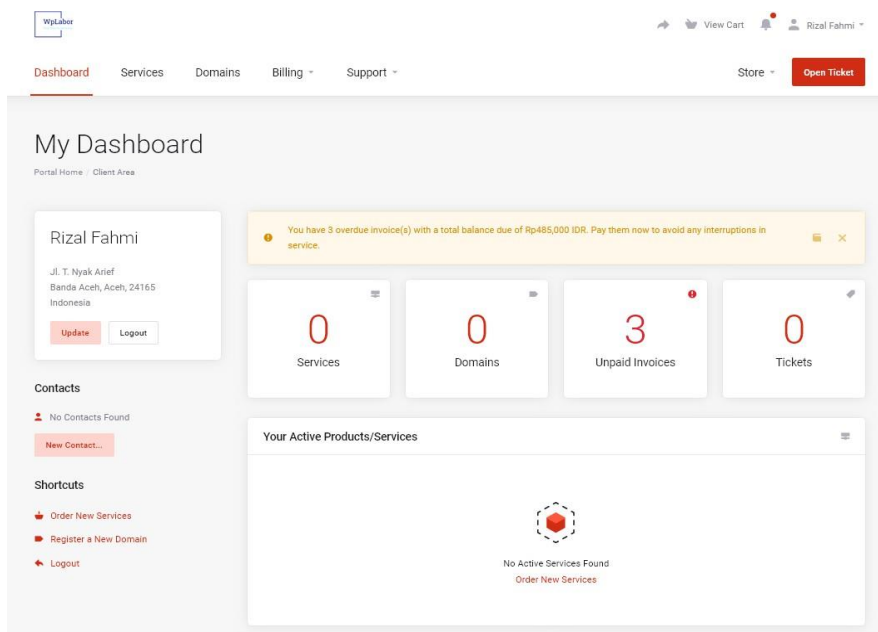 WpLabor
View Cart
Rizal Fahmi
Dashboard Services Domains Billing Support Store Open Ticket
My Dashboard
Portal Home / Client Area
Rizal Fahmi
Jl. T. Nyak Arief
Banda Aceh, Aceh, 24165
Indonesia
Update Logout
Contacts
No Contacts Found
New Contact...
Shortcuts
Order New Services
Register a New Domain
Logout
You have 3 overdue invoice(s) with a total balance due of Rp485,000 IDR. Pay them now to avoid any interruptions in
service.
0
Services
0
Domains
3
Unpaid Invoices
0
Tickets
Your Active Products/Services
No Active Services Found
Order New Services